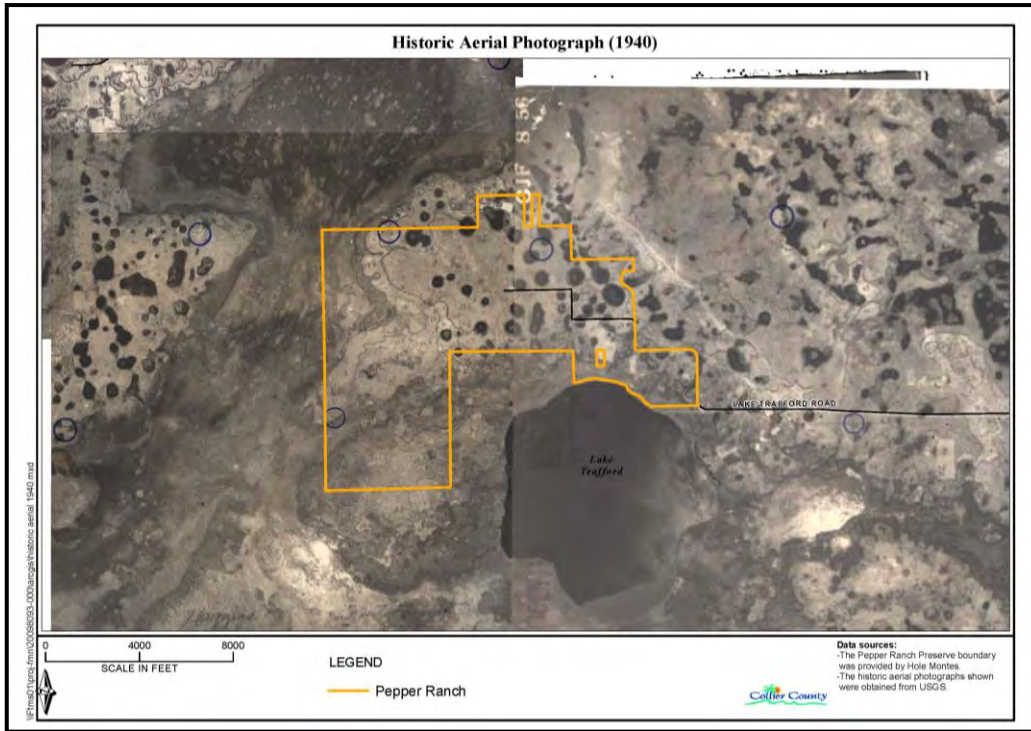 Historic Aerial Photograph (1940)
8 56
LAKE TRAFFORD ROAD
Lake
Trafford
0 4000 8000
SCALE IN FEET
LEGEND
Pepper Ranch
Data sources:
-The Pepper Ranch Preserve boundary
was provided by Hole Montes.
-The historic aerial photographs shown
were obtained from USGS.
Collier County